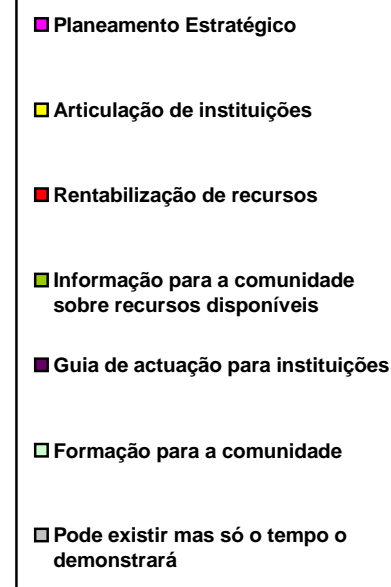 Planeamento Estratégico
Articulação de instituições
Rentabilização de recursos
Informação para a comunidade
sobre recursos disponíveis
Guia de actuação para instituições
Formação para a comunidade
Pode existir mas só o tempo o
demonstrará